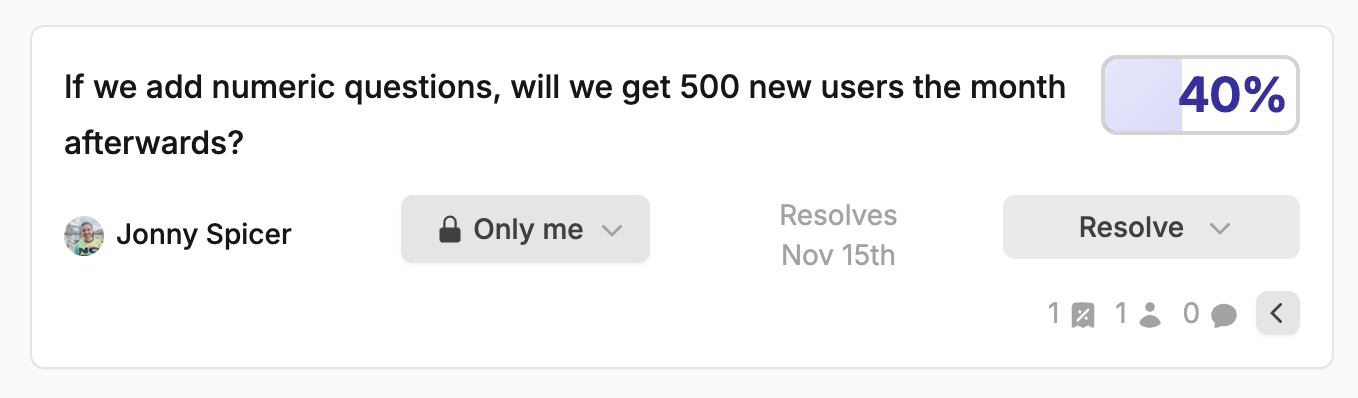 If we add numeric questions, will we get 500 new users the month
afterwards?
40%
Jonny Spicer
Only me
Resolves
Nov 15th
Resolve
1 1 0